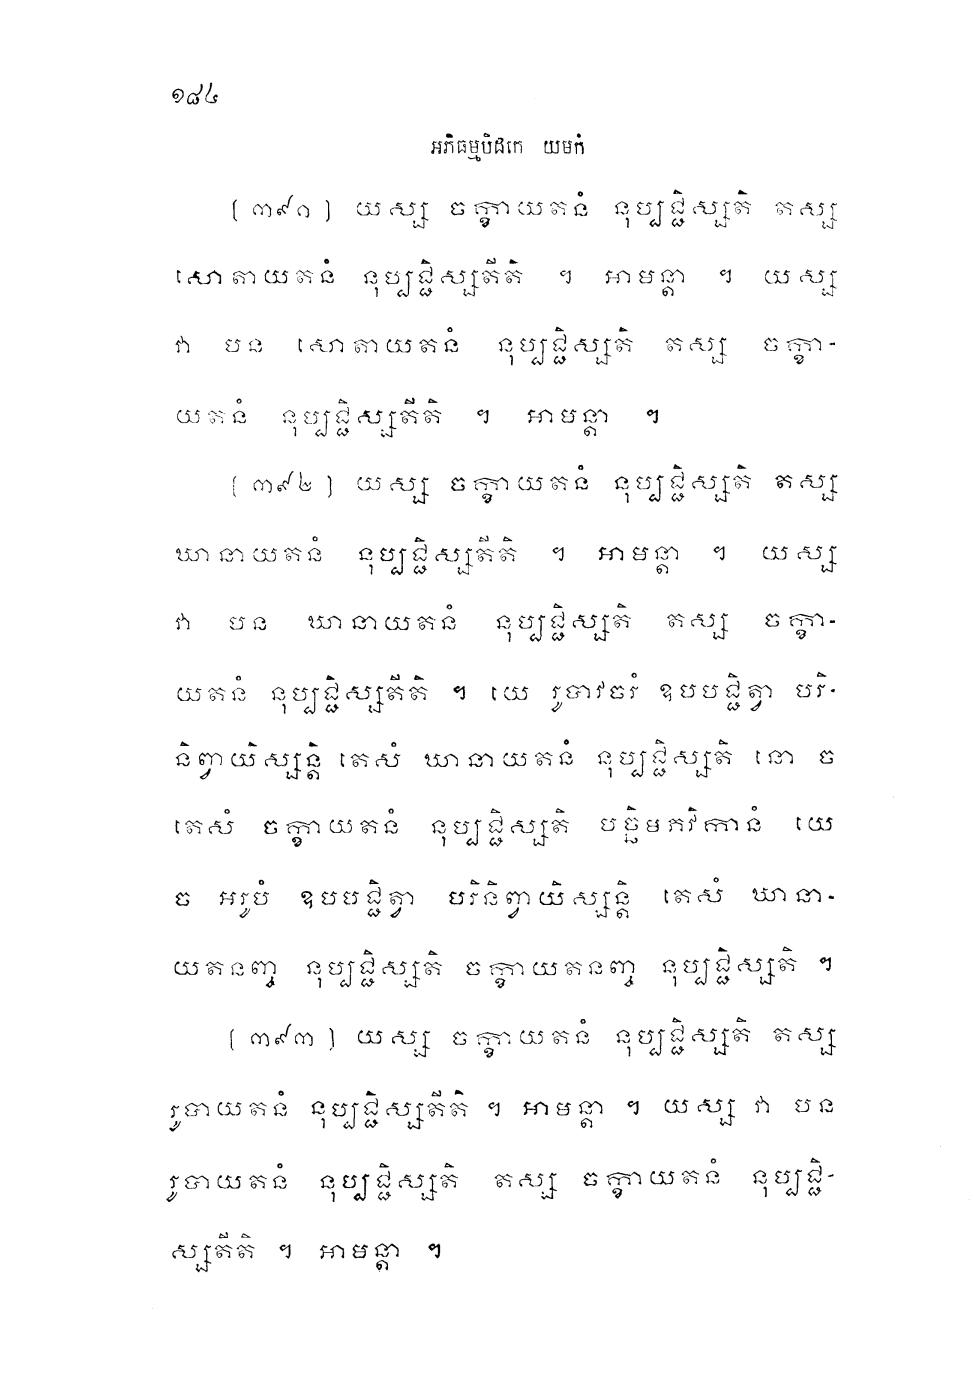 ១៨៤
អភិធម្មបិដកេ យមកំ
[៣៩១] យស្ស ចក្ខាយតនំ នុប្បជ្ជិស្សតិ តស្ស
សោតាយតនំ នុប្បជ្ជិស្សតីតិ ។ អាមន្តា ។ យស្ស
វា បន សោតាយតនំ នុប្បជ្ជិស្សតិ តស្ស ចក្ខា-
យតនំ នុប្បជ្ជិស្សតីតិ ។ អាមន្តា ។
[៣៩២] យស្ស ចក្ខាយតនំ នុប្បជ្ជិស្សតិ តស្ស
ឃានាយតនំ នុប្បជ្ជិស្សតីតិ ។ អាមន្តា ។ យស្ស
វា បន ឃានាយតនំ នុប្បជ្ជិស្សតិ តស្ស ចក្ខា-
យតនំ នុប្បជ្ជិស្សតីតិ ។ យេ រូបាវចរំ ឧបបជ្ជិត្វា បរិ-
និព្វាយិស្សន្តិ តេសំ ឃានាយតនំ នុប្បជ្ជិស្សតិ នោ ច
តេសំ ចក្ខាយតនំ នុប្បជ្ជិស្សតិ បច្ឆិមភវិកានំ យេ
ច អរូបំ ឧបបជ្ជិត្វា បរិនិព្វាយិស្សន្តិ តេសំ ឃានា-
យតនញ្ច នុប្បជ្ជិស្សតិ ចក្ខាយតនញ្ច នុប្បជ្ជិស្សតិ ។
[៣៩៣] យស្ស ចក្ខាយតនំ នុប្បជ្ជិស្សតិ តស្ស
រូបាយតនំ នុប្បជ្ជិស្សតីតិ ។ អាមន្តា ។ យស្ស វា បន
រូបាយតនំ នុប្បជ្ជិស្សតិ តស្ស ចក្ខាយតនំ នុប្បជ្ជិ-
ស្សតីតិ ។ អាមន្តា ។